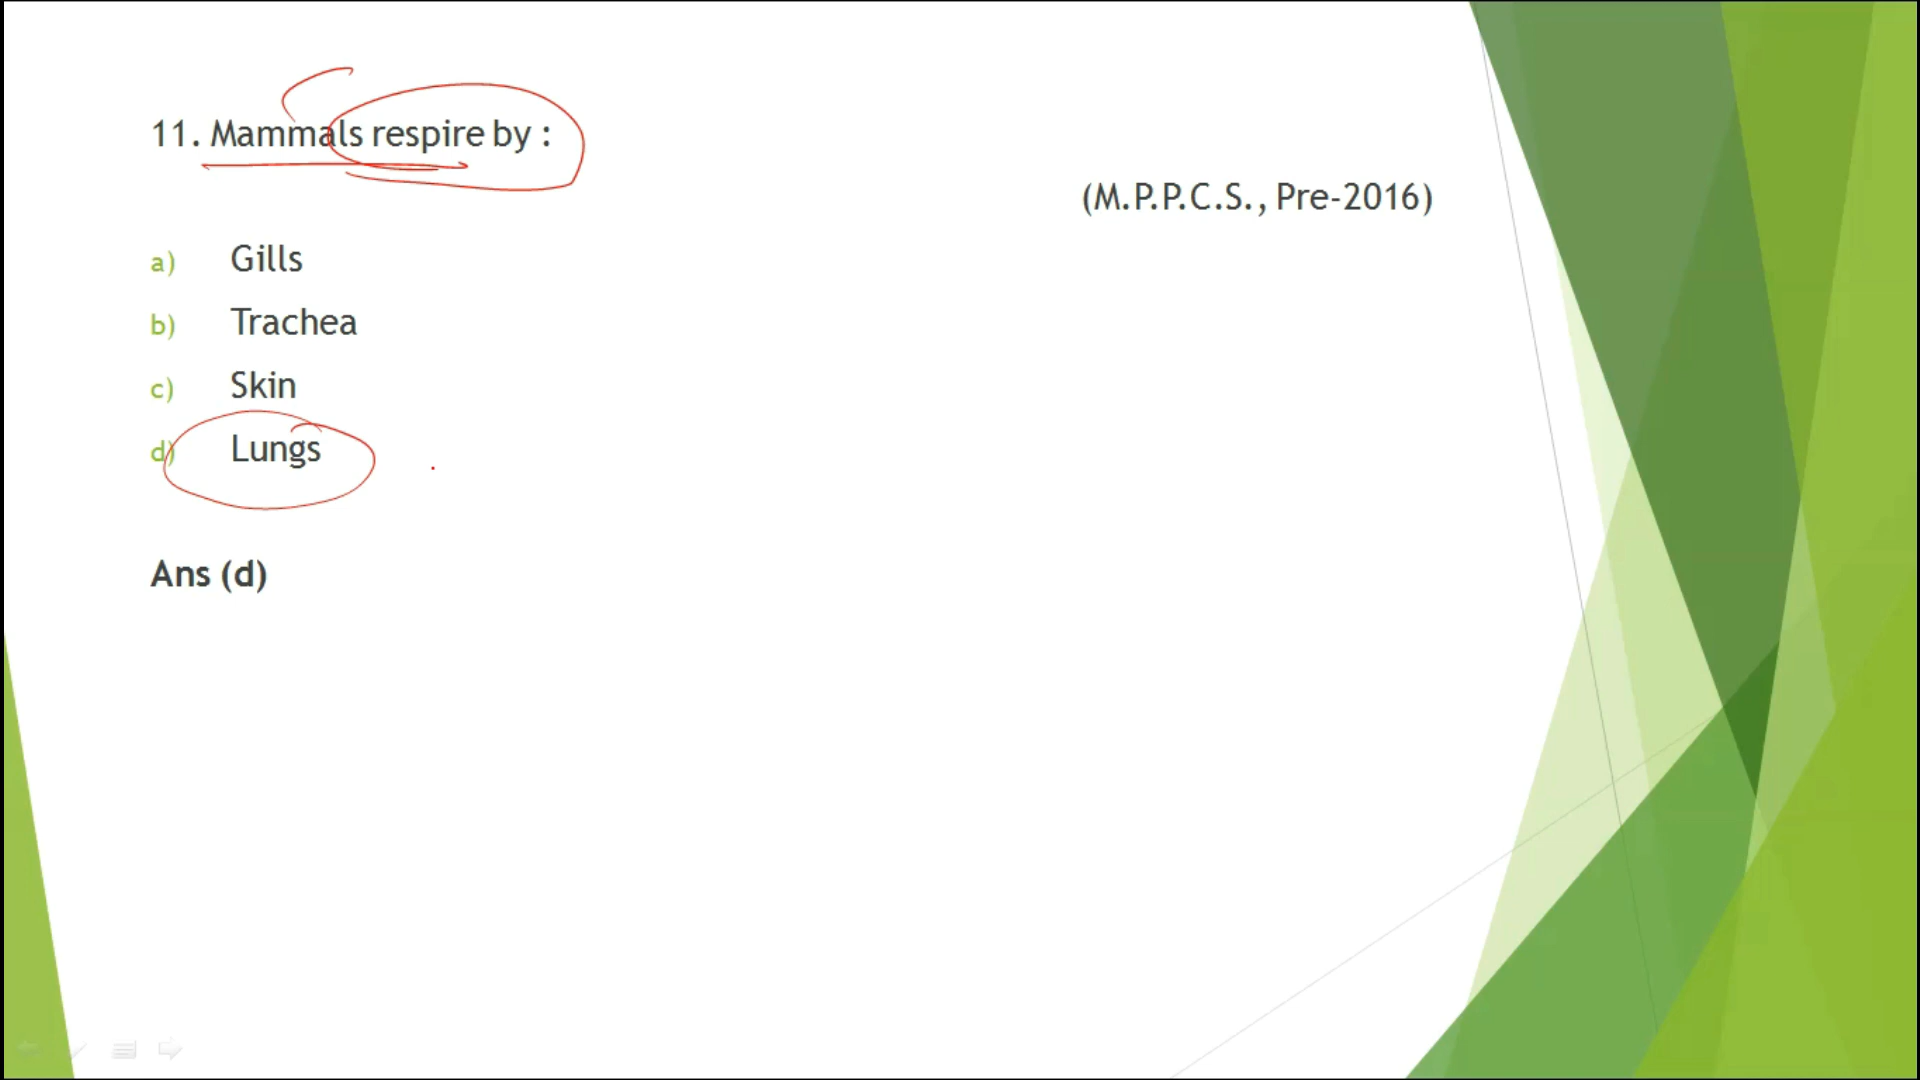 11. Mammals respire by :
(M.P.P.C.S., Pre-2016)
a) Gills
b) Trachea
c) Skin
d) Lungs
Ans (d)